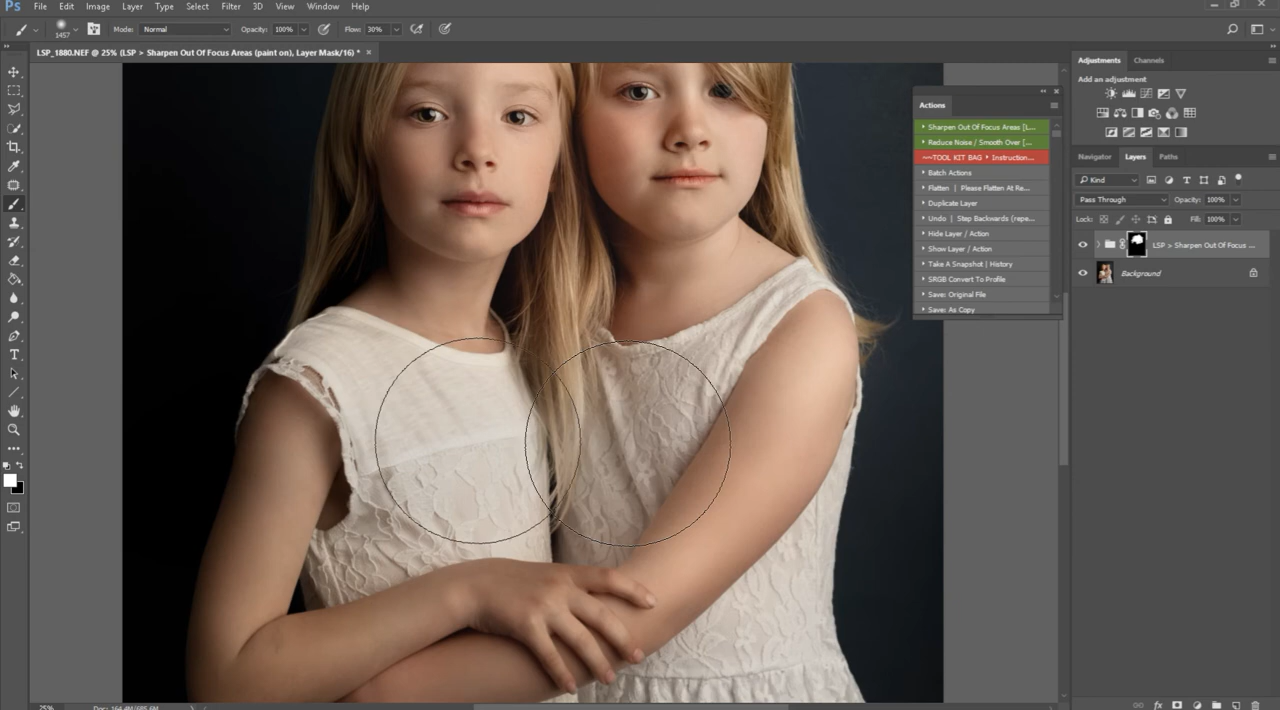 Ps File Edit Image Layer Type Select Filter 3D View Window Help
1457 Mode: Normal Opacity: 100% Flow: 30%
LSP_1880.NEF @ 25% (LSP > Sharpen Out Of Focus Areas (paint on), Layer Mask/16) * ×
Actions
Sharpen Out Of Focus Areas [L...
Reduce Noise / Smooth Over [...
~~TOOL KIT BAG • Instruction...
Batch Actions
Flatten | Please Flatten At Re...
Duplicate Layer
Undo | Step Backwards (repe...
Hide Layer / Action
Show Layer / Action
Take A Snapshot | History
SRGB Convert To Profile
Save: Original File
Save: As Copy
Adjustments Channels
Add an adjustment
Navigator Layers Paths
Kind
Pass Through Opacity: 100%
Lock: Fill: 100%
LSP > Sharpen Out Of Focus ...
Background
25% Doc: 164.4M/685.6M